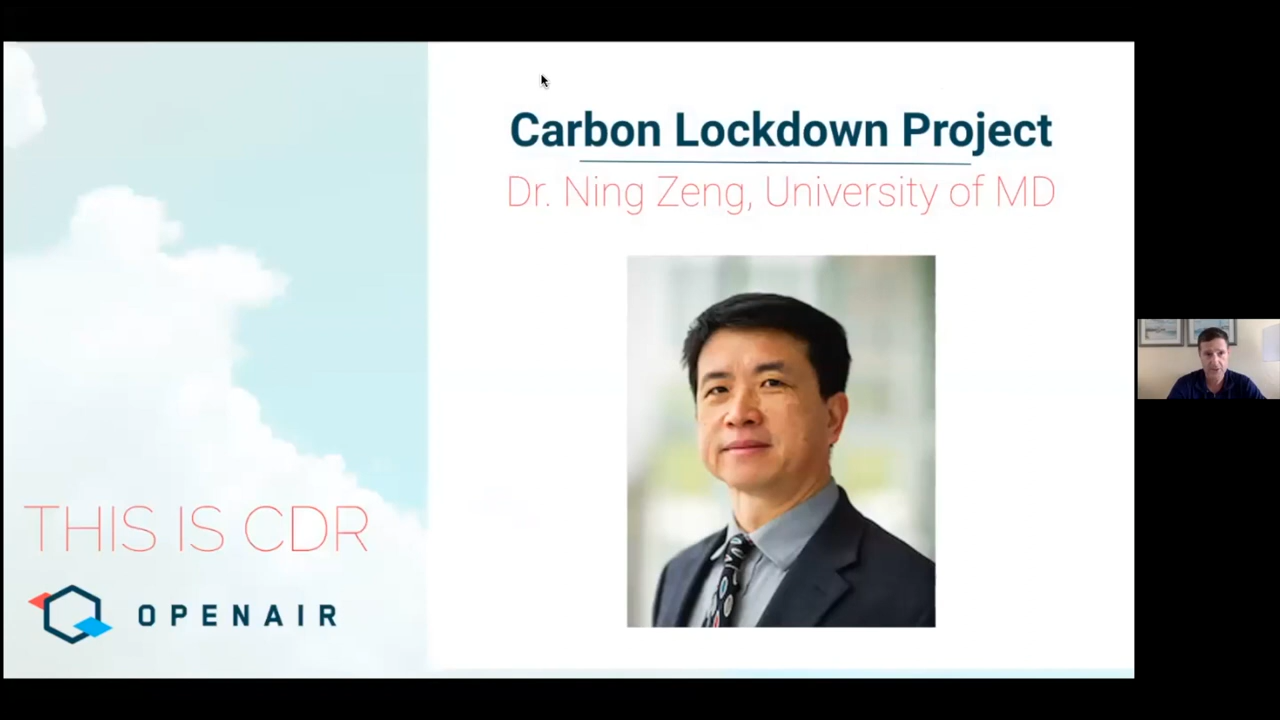 Carbon Lockdown Project
Dr. Ning Zeng, University of MD
THIS IS CDR
OPENAIR